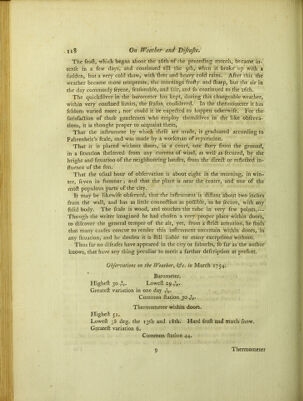 118 On Weather and Disease.
The frost, which began about the 26th of the preceding month, became in-
tense in a few days, and continued till the 9th, when it broke up with a
sudden, but a very cold thaw, with sleet and heavy cold rains. After this the
weather became more temperate, the mornings frosty and sharp, but the air in
the day commonly serene, seasonable, and fair, and so continued to the 26th.
The quicksilver in the barometer has kept, during this changeable weather,
within very confined limits, the season considered. In the thermometer it has
seldom varied more; nor could it be expected to happen otherwise. For the
satisfaction of those gentlemen who employ themselves in the like observa-
tions, it is thought proper to acquaint them,
That the instrument by which these are made, is graduated according to
Fahrenheit's scale, and was made by a workman of reputation.
That it is placed without doors, in a court, one story from the ground,
in a situation sheltered from any currents of wind, as well as secured, by the
height and situation of the neighbouring houses, from the direct or reflected in-
fluences of the sun.
That the usual hour of observation is about eight in the morning, in win-
ter, seven in summer; and that the place is near the center, and one of the
most populous parts of the city.
It may be likewise observed, that the instrument is distant about two inches
from the wall, and has as little connection as possible, to be secure, with any
solid body. The scale is wood, and touches the tube in very few points.—
Though the writer imagined he had chosen a very proper place within doors,
to discover the general temper of the air, yet, from a strict attention, he finds
that many causes concur to render this instrument uncertain within doors, in
any situation, and he doubts it is still liable to many exceptions without.
Thus far no diseases have appeared in the city or suburbs, so far as the author
knows, that have any thing peculiar to merit a farther description at present.
Observations on the Weather, &c. in March 1754.
Barometer.
Highest 30 Lowest 29
Greatest variation in one day
Common station 30
Thermometer within doors.
Highest 52.
Lowest 38 deg. the 15th and 18th. Hard frost and much snow.
Greatest variation 6.
Common station 44.
9 Thermometer